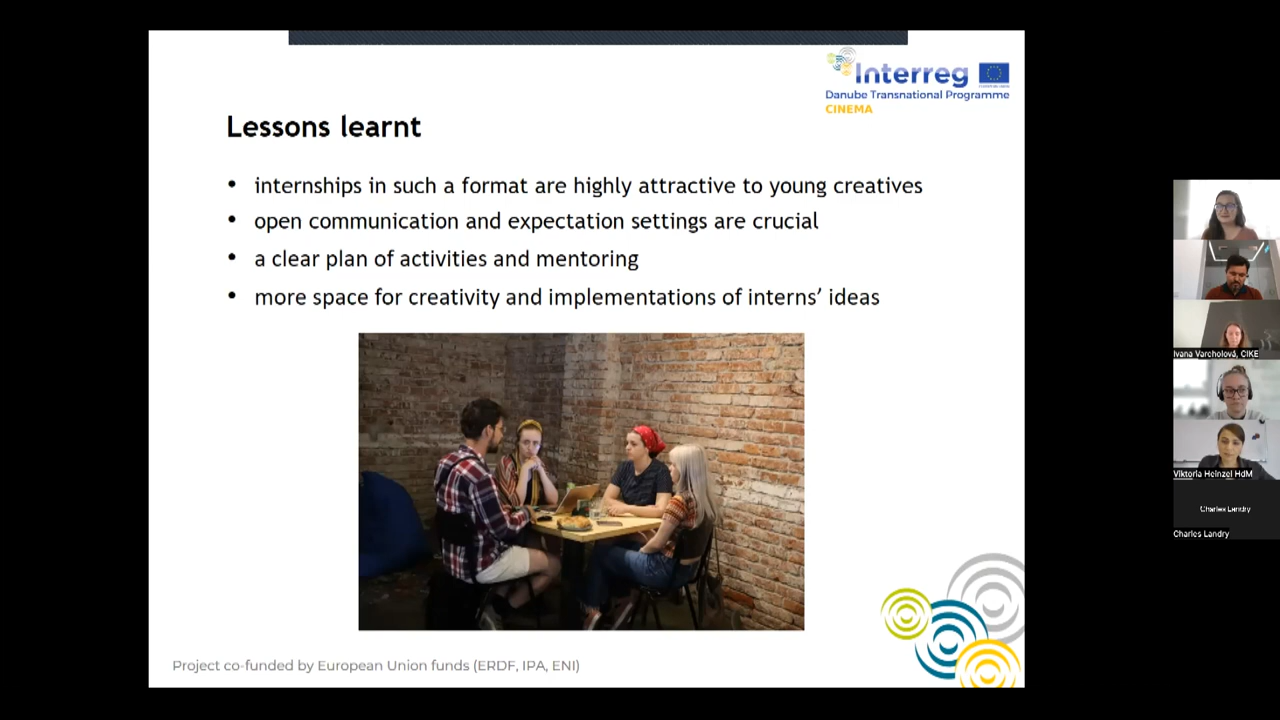 Interreg
Danube Transnational Programme
CINEMA
Lessons learnt
• internships in such a format are highly attractive to young creatives
• open communication and expectation settings are crucial
• a clear plan of activities and mentoring
• more space for creativity and implementations of interns’ ideas
Project co-funded by European Union funds (ERDF, IPA, ENI)
Ivana Varcholová, CIKE
Viktoria Heinzel HdM
Charles Landry
Charles Landry